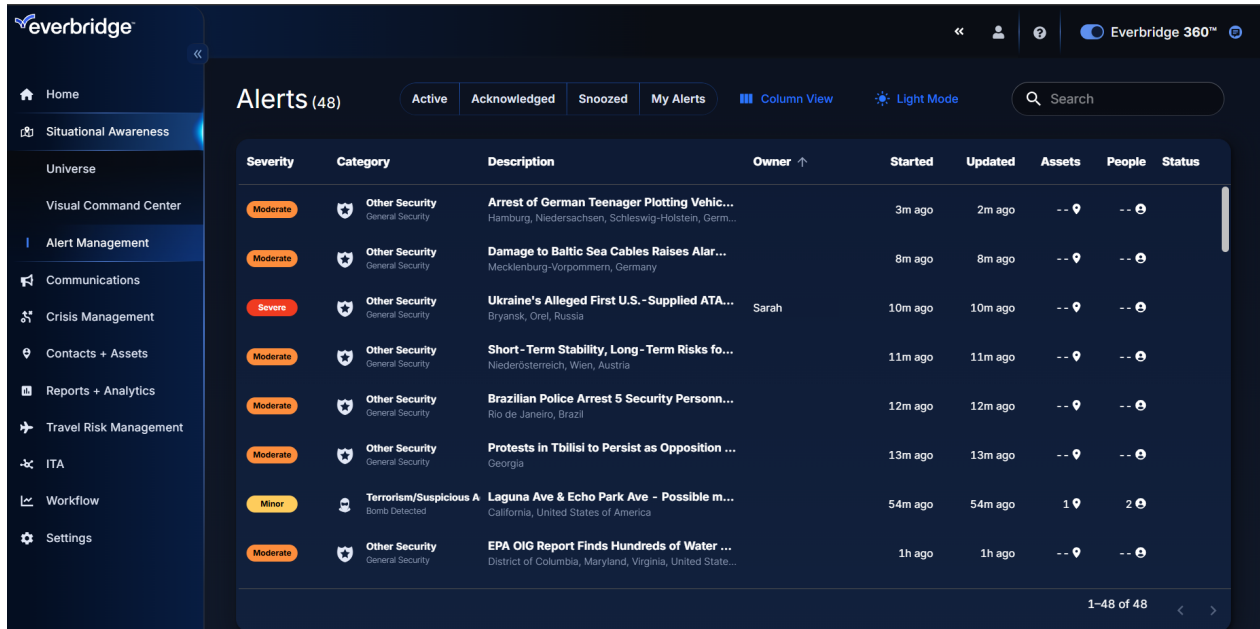 everbridge™
«
« Everbridge 360™
Home
Situational Awareness
Universe
Visual Command Center
Alert Management
Communications
Crisis Management
Contacts + Assets
Reports + Analytics
Travel Risk Management
ITA
Workflow
Settings
Alerts (48)
Active Acknowledged Snoozed My Alerts Column View Light Mode Search
Severity Category Description Owner ↑ Started Updated Assets People Status
Moderate Other Security Arrest of German Teenager Plotting Vehic... 3m ago 2m ago -- --
General Security Hamburg, Niedersachsen, Schleswig-Holstein, Germ...
Moderate Other Security Damage to Baltic Sea Cables Raises Alar... 8m ago 8m ago -- --
General Security Mecklenburg-Vorpommern, Germany
Severe Other Security Ukraine's Alleged First U.S.-Supplied ATA... Sarah 10m ago 10m ago -- --
General Security Bryansk, Orel, Russia
Moderate Other Security Short-Term Stability, Long-Term Risks fo... 11m ago 11m ago -- --
General Security Niederösterreich, Wien, Austria
Moderate Other Security Brazilian Police Arrest 5 Security Personn... 12m ago 12m ago -- --
General Security Rio de Janeiro, Brazil
Moderate Other Security Protests in Tbilisi to Persist as Opposition ... 13m ago 13m ago -- --
General Security Georgia
Minor Terrorism/Suspicious A Laguna Ave & Echo Park Ave - Possible m... 54m ago 54m ago 1 2
Bomb Detected California, United States of America
Moderate Other Security EPA OIG Report Finds Hundreds of Water ... 1h ago 1h ago -- --
General Security District of Columbia, Maryland, Virginia, United State...
1–48 of 48 < >